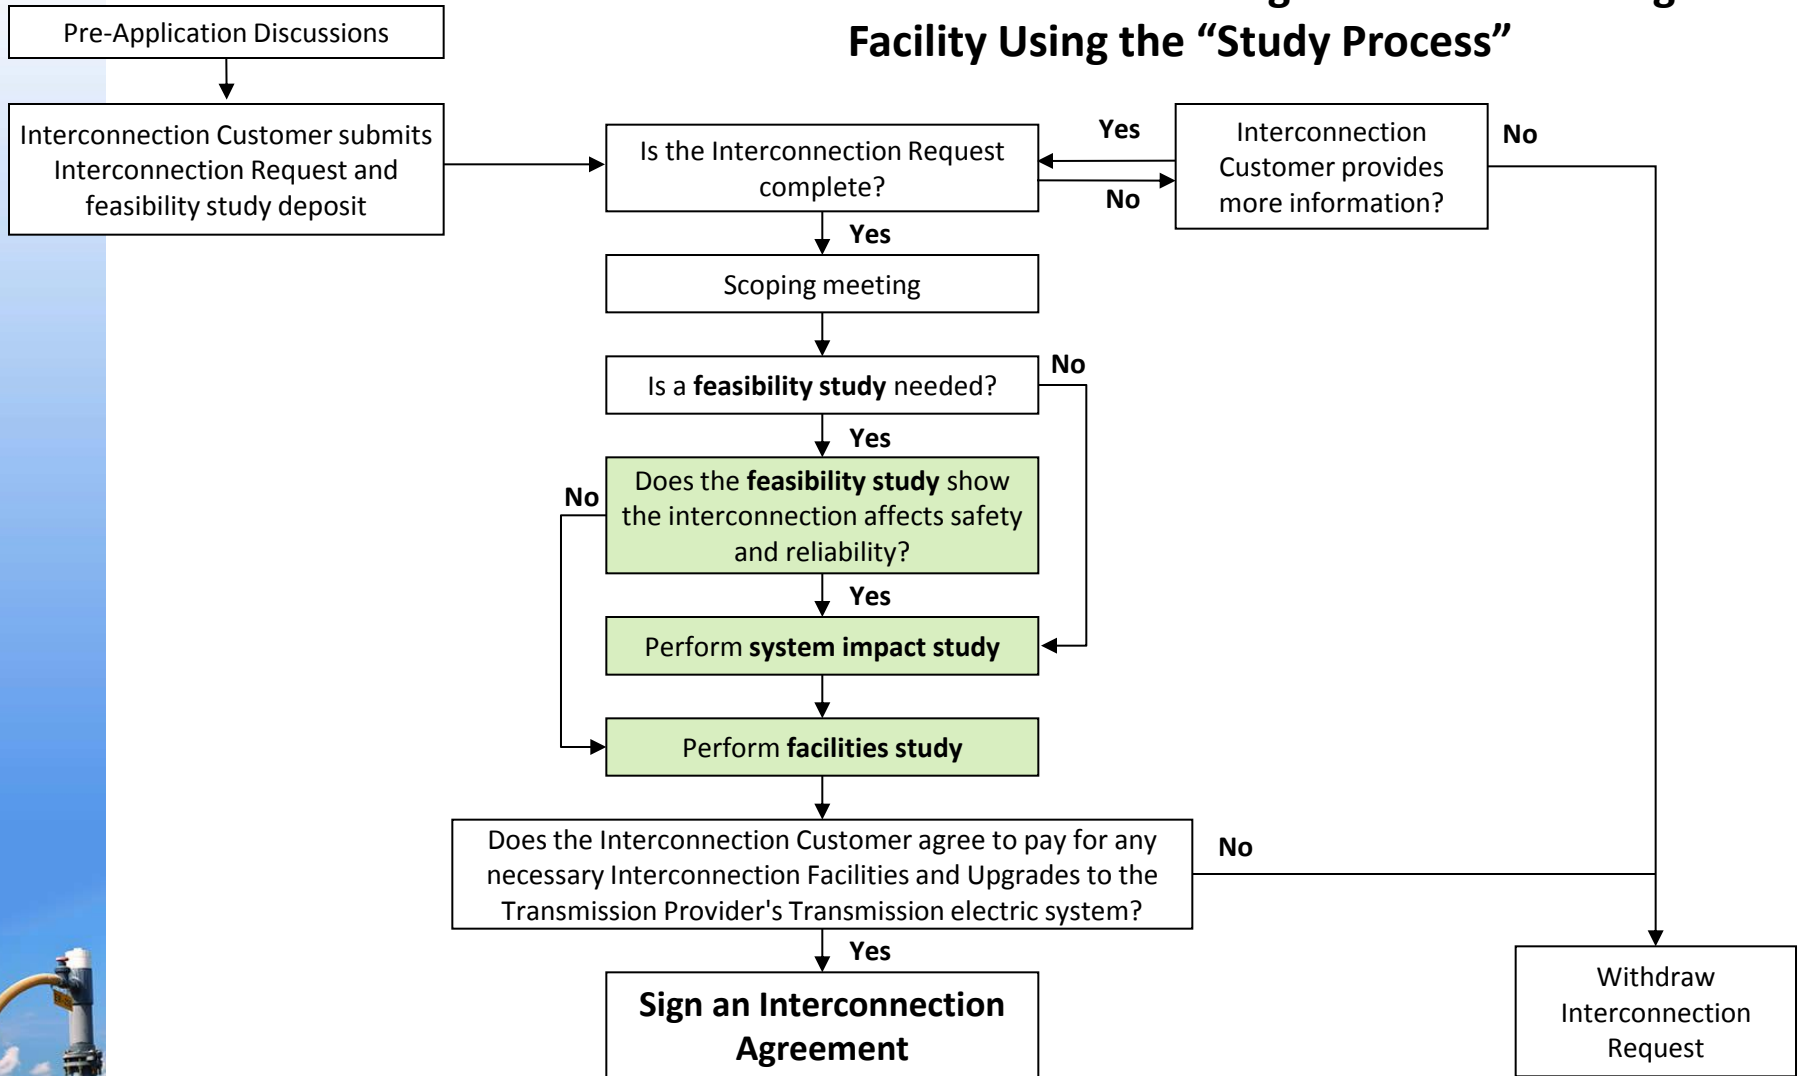 Facility Using the “Study Process”
Pre-Application Discussions
Interconnection Customer submits
Interconnection Request and
feasibility study deposit
Is the Interconnection Request
complete?
Yes
No
Interconnection
Customer provides
more information?
No
Yes
Scoping meeting
Is a feasibility study needed?
No
Yes
Does the feasibility study show
the interconnection affects safety
and reliability?
No
Yes
Perform system impact study
Perform facilities study
Does the Interconnection Customer agree to pay for any
necessary Interconnection Facilities and Upgrades to the
Transmission Provider's Transmission electric system?
No
Yes
Sign an Interconnection
Agreement
Withdraw
Interconnection
Request